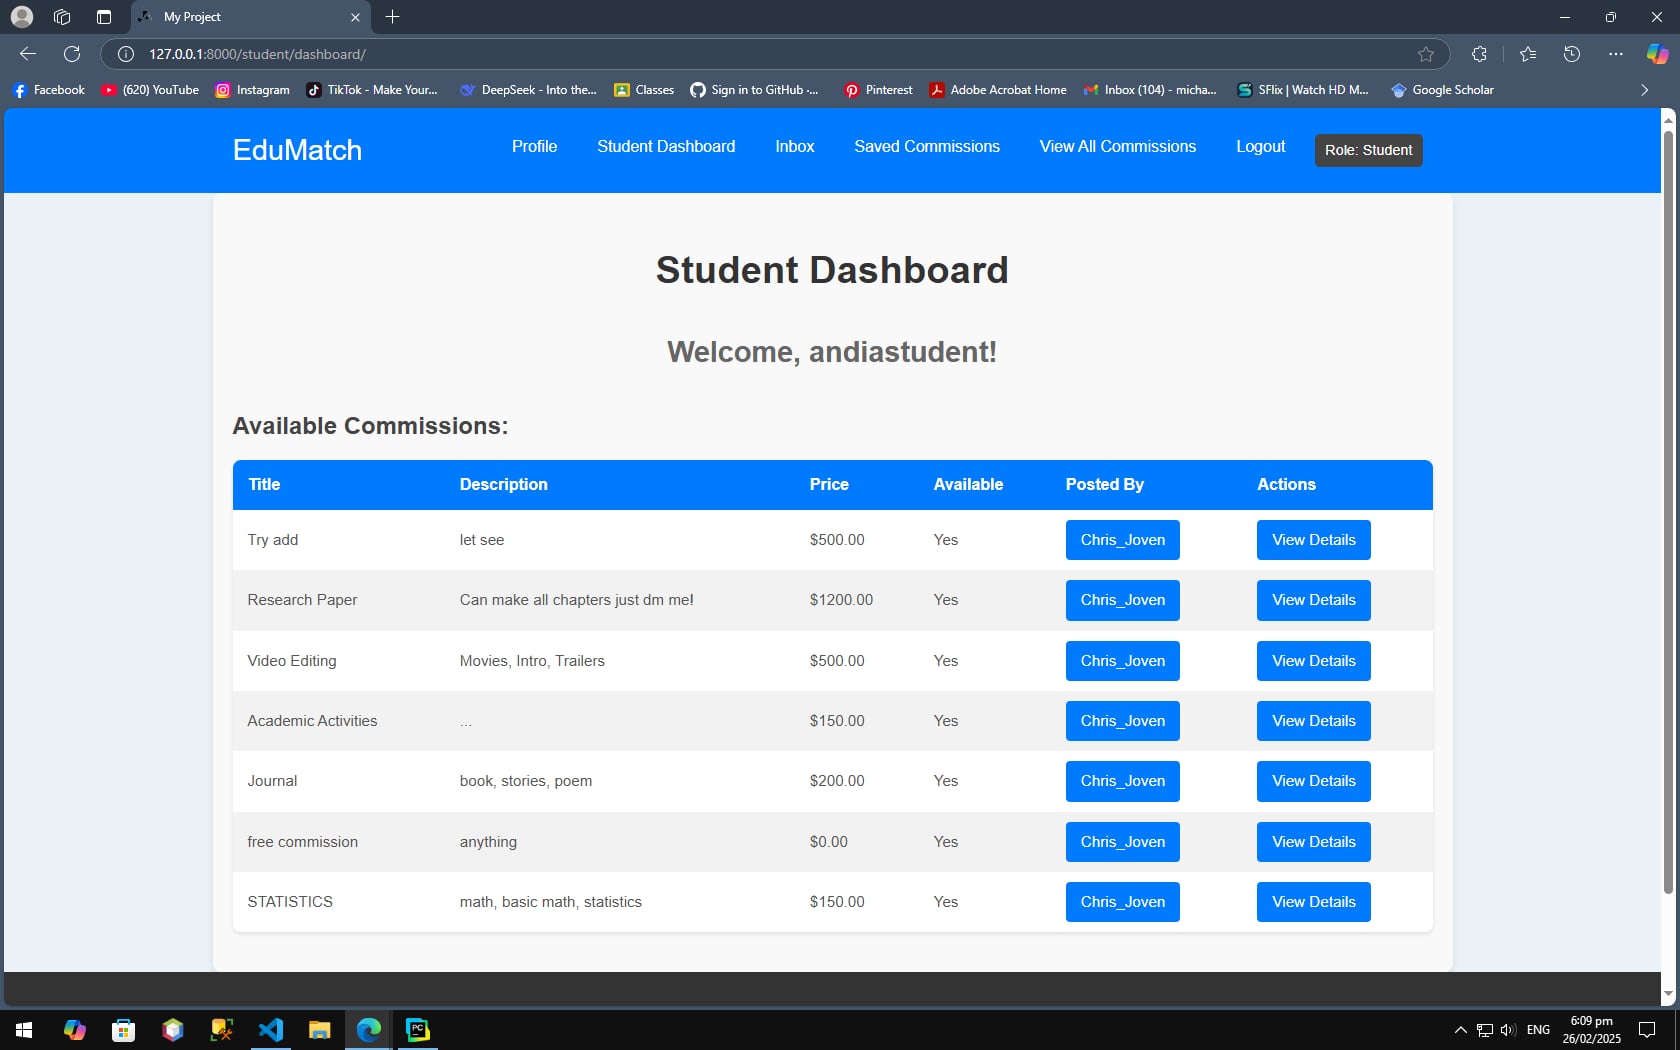 My Project
127.0.0.1:8000/student/dashboard/
Facebook (620) YouTube Instagram TikTok - Make Your... DeepSeek - Into the... Classes Sign in to GitHub ·... Pinterest Adobe Acrobat Home Inbox (104) - micha... SFlix | Watch HD M... Google Scholar
EduMatch Profile Student Dashboard Inbox Saved Commissions View All Commissions Logout Role: Student
Student Dashboard
Welcome, andiastudent!
Available Commissions:
Title Description Price Available Posted By Actions
Try add let see $500.00 Yes Chris_Joven View Details
Research Paper Can make all chapters just dm me! $1200.00 Yes Chris_Joven View Details
Video Editing Movies, Intro, Trailers $500.00 Yes Chris_Joven View Details
Academic Activities ... $150.00 Yes Chris_Joven View Details
Journal book, stories, poem $200.00 Yes Chris_Joven View Details
free commission anything $0.00 Yes Chris_Joven View Details
STATISTICS math, basic math, statistics $150.00 Yes Chris_Joven View Details
PC
ENG
6:09 pm
26/02/2025